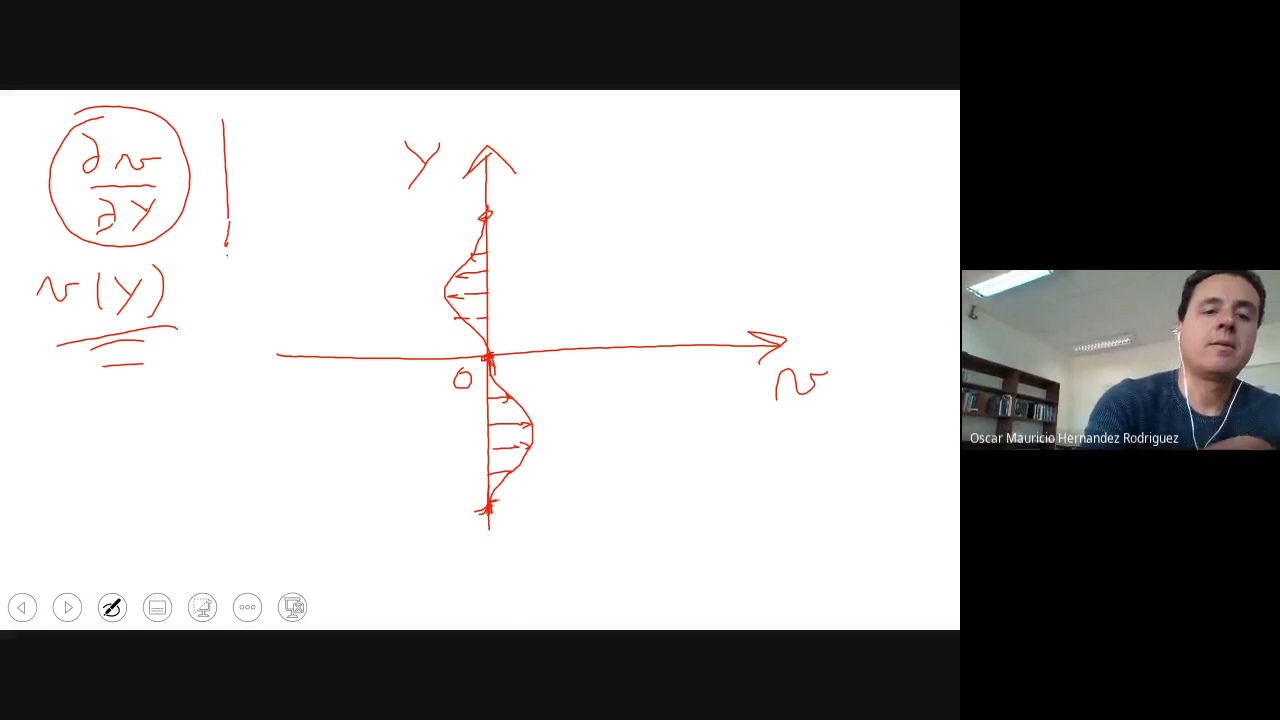 ∂v
∂y
!
v(y)
y
0
v
Oscar Mauricio Hernandez Rodriguez